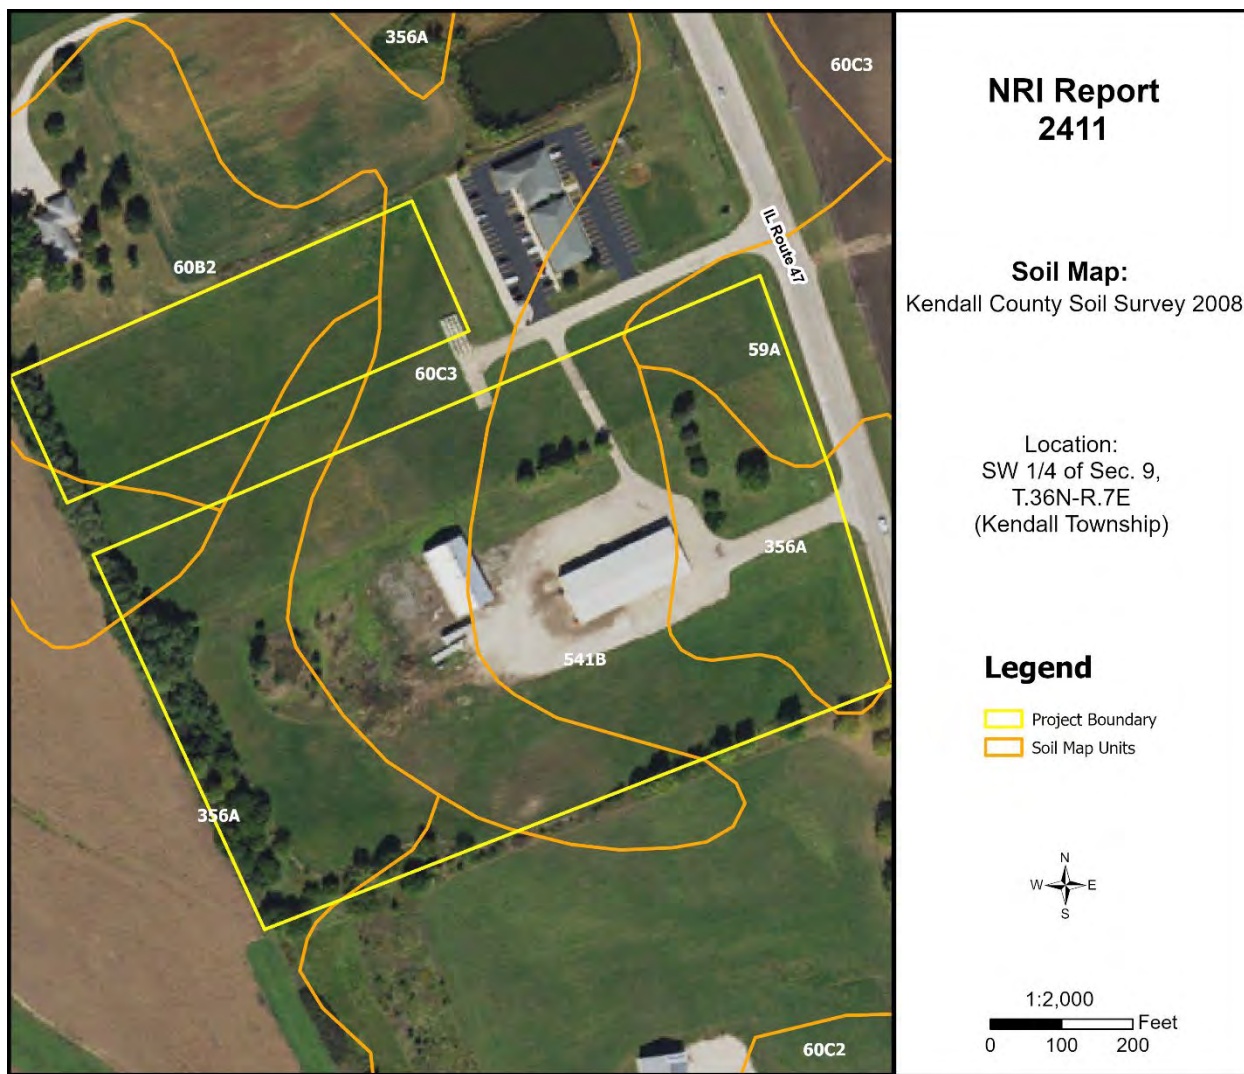 356A
60C3
60B2
IL Route 47
59A
60C3
356A
541B
356A
60C2
NRI Report
2411
Soil Map:
Kendall County Soil Survey 2008
Location:
SW 1/4 of Sec. 9,
T.36N-R.7E
(Kendall Township)
Legend
Project Boundary
Soil Map Units
N
W E
S
1:2,000
Feet
0 100 200